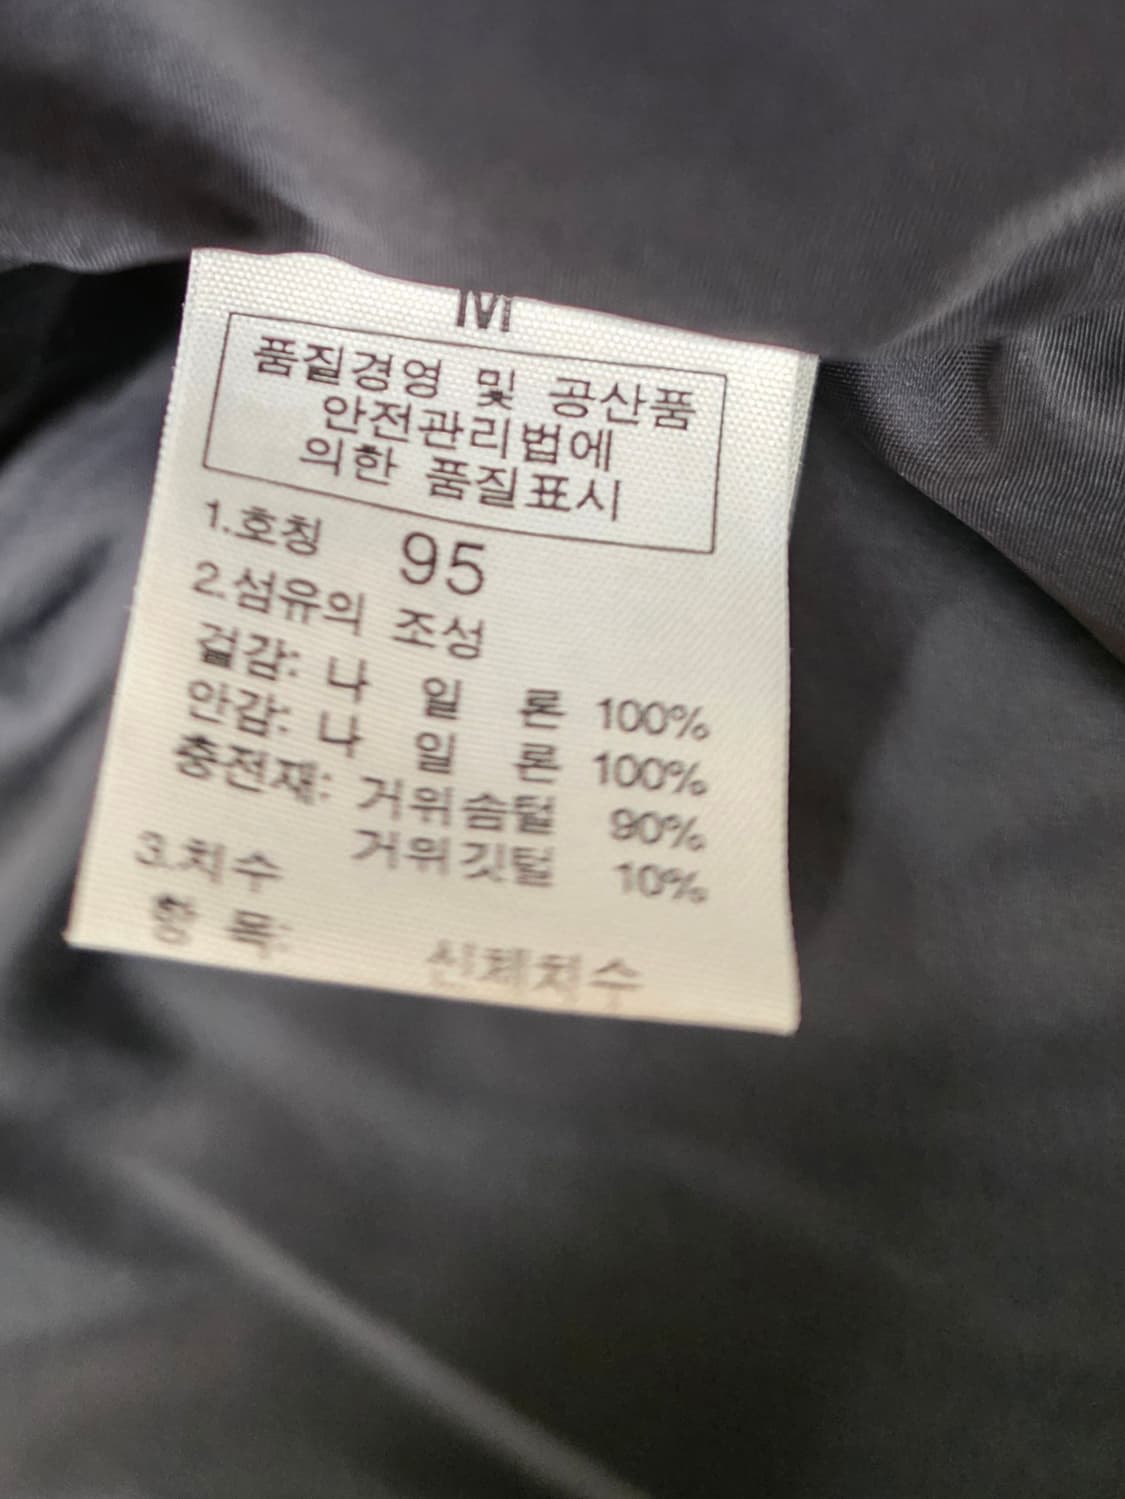 M
품질경영 및 공산품
안전관리법에
의한 품질표시
1.호칭 95
2.섬유의 조성
겉감: 나 일 론 100%
안감: 나 일 론 100%
충전재: 거위솜털 90%
거위깃털 10%
3.치수
항 목: 신체치수